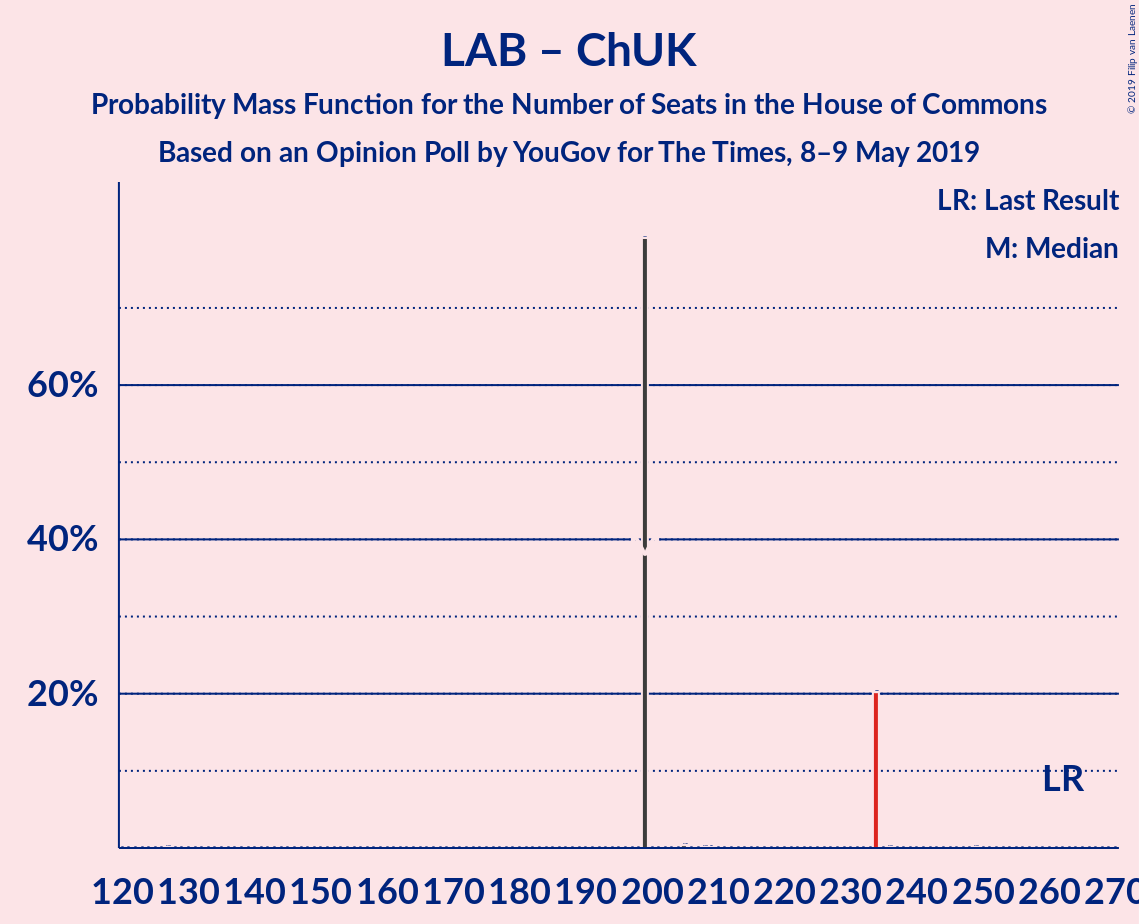 LAB – ChUK
Probability Mass Function for the Number of Seats in the House of Commons
Based on an Opinion Poll by YouGov for The Times, 8–9 May 2019
© 2019 Filip van Laenen
LR: Last Result
M: Median
60%
40%
20%
LR
120 130 140 150 160 170 180 190 200 210 220 230 240 250 260 270